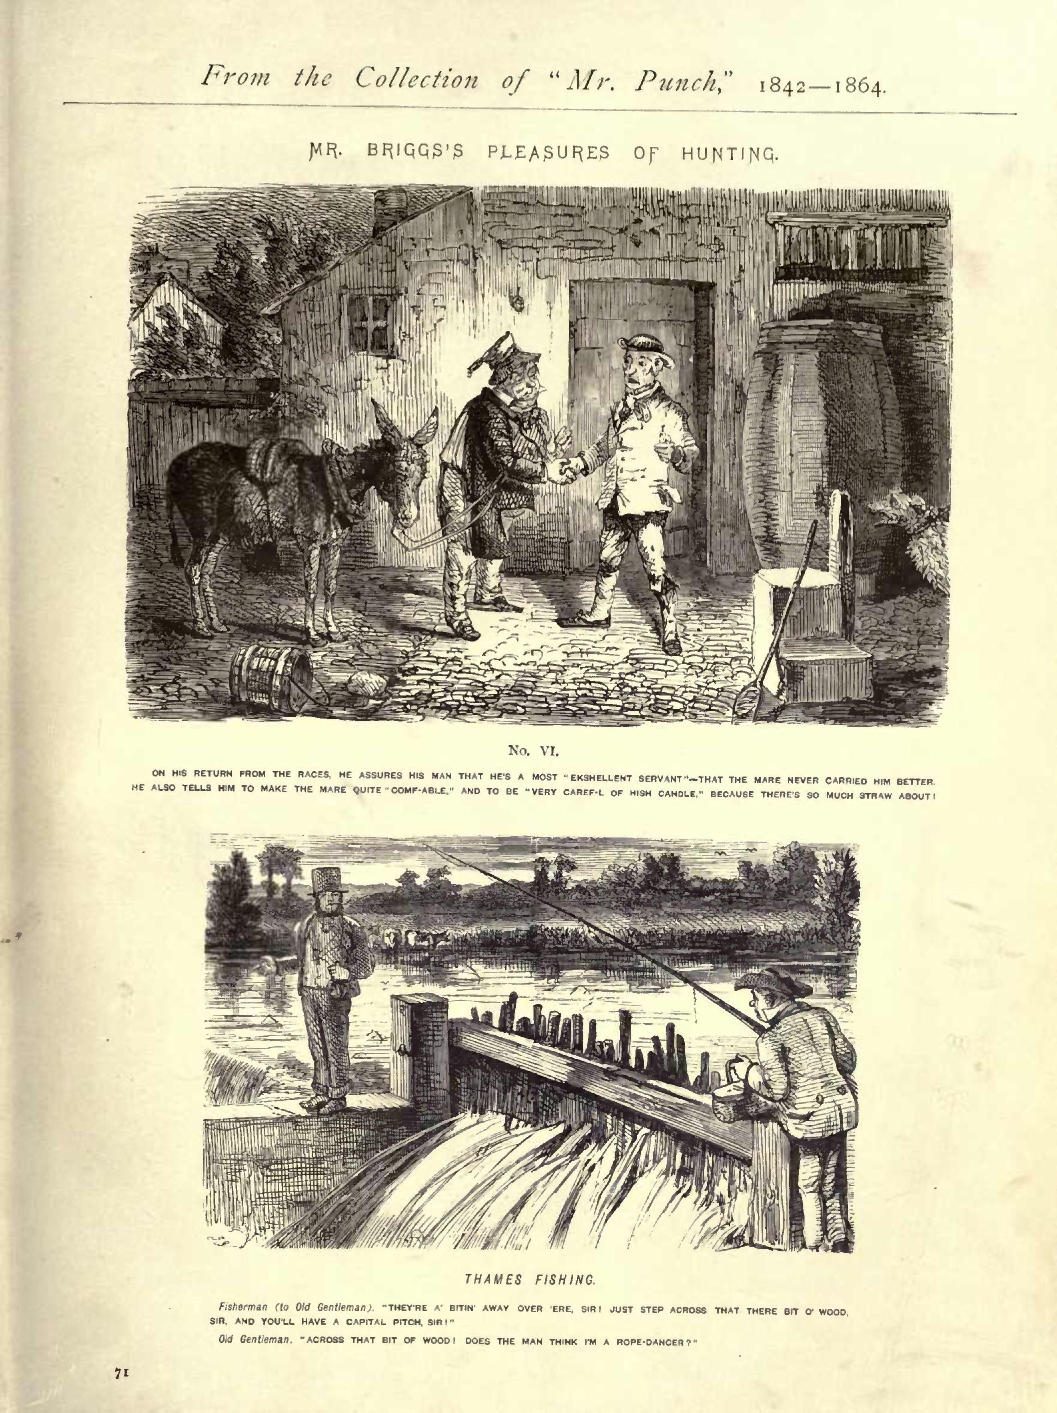 From the Collection of "Mr. Punch," 1842—1864.
MR. BRIGGS'S PLEASURES OF HUNTING.
No. VI.
ON HIS RETURN FROM THE RACES, HE ASSURES HIS MAN THAT HE'S A MOST "EKSHELLENT SERVANT"—THAT THE MARE NEVER CARRIED HIM BETTER.
HE ALSO TELLS HIM TO MAKE THE MARE QUITE "COMF-ABLE," AND TO BE "VERY CAREF-L OF HISH CANDLE," BECAUSE THERE'S SO MUCH STRAW ABOUT!
THAMES FISHING.
Fisherman (to Old Gentleman). "THEY'RE A' BITIN' AWAY OVER 'ERE, SIR! JUST STEP ACROSS THAT THERE BIT O' WOOD,
SIR, AND YOU'LL HAVE A CAPITAL PITCH, SIR!"
Old Gentleman. "ACROSS THAT BIT OF WOOD! DOES THE MAN THINK I'M A ROPE-DANCER?"
71